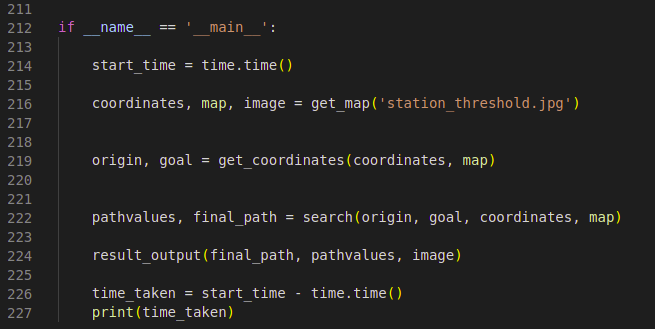 211
212 if __name__ == '__main__':
213
214 start_time = time.time()
215
216 coordinates, map, image = get_map('station_threshold.jpg')
217
218
219 origin, goal = get_coordinates(coordinates, map)
220
221
222 pathvalues, final_path = search(origin, goal, coordinates, map)
223
224 result_output(final_path, pathvalues, image)
225
226 time_taken = start_time - time.time()
227 print(time_taken)